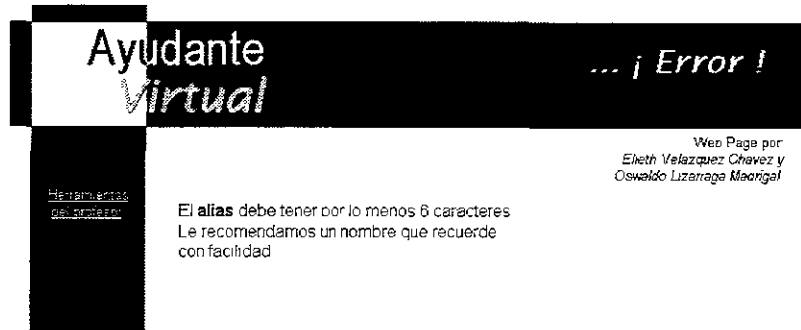 Ayudante
Virtual
... ¡ Error !
Web Page por
Elieth Velazquez Chavez y
Oswaldo Lizarraga Madrigal
Herramientas
del profesor
El alias debe tener por lo menos 6 caracteres
Le recomendamos un nombre que recuerde
con facilidad